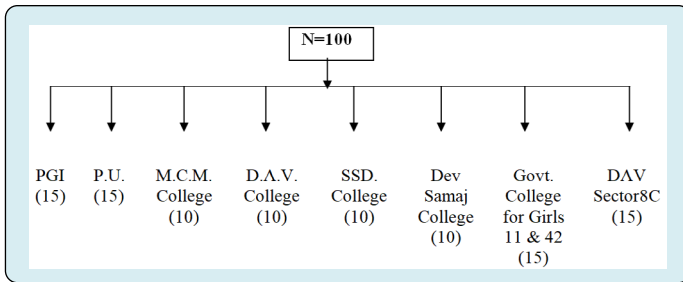 N=100
PGI
(15)
P.U.
(15)
M.C.M.
College
(10)
D.A.V.
College
(10)
SSD.
College
(10)
Dev
Samaj
College
(10)
Govt.
College
for Girls
11 & 42
(15)
DAV
Sector8C
(15)